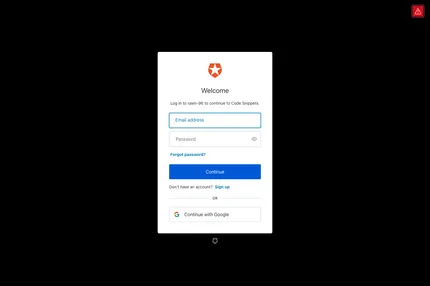 Welcome
Log in to rasm-06 to continue to Code Snippets.
Email address
Password
Forgot password?
Continue
Don't have an account? Sign up
OR
Continue with Google